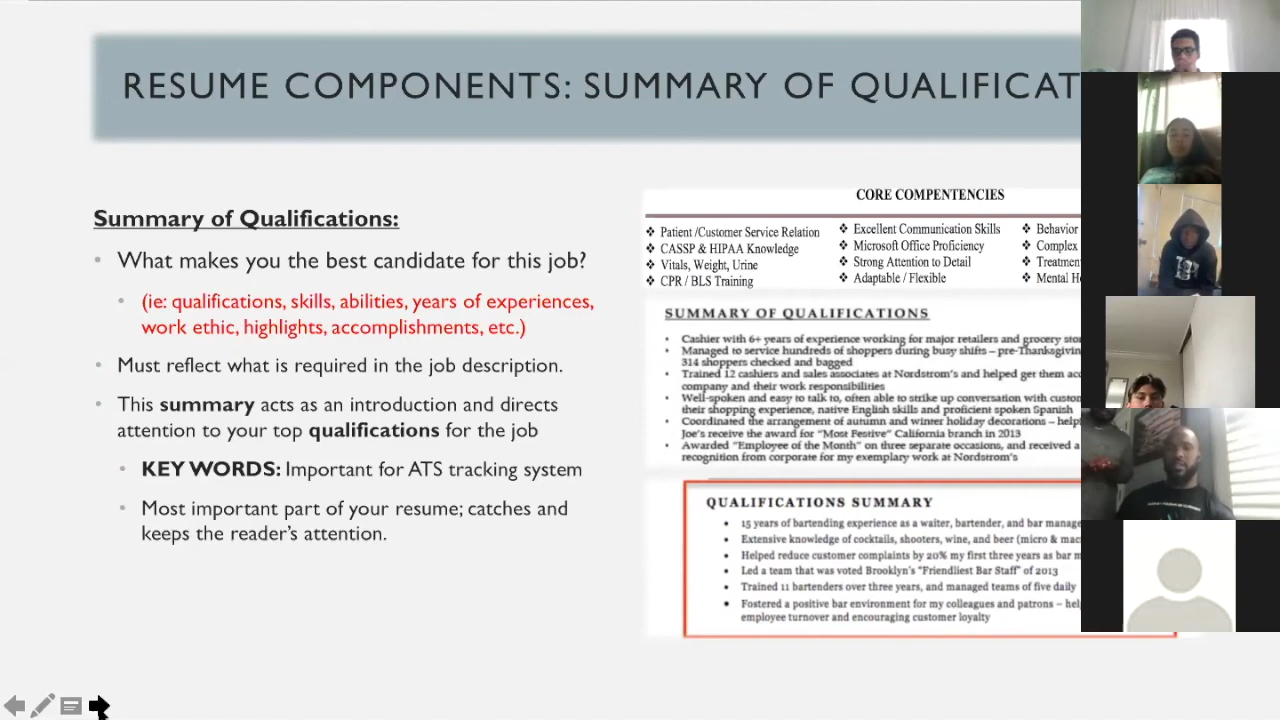 RESUME COMPONENTS: SUMMARY OF QUALIFICAT
Summary of Qualifications:
What makes you the best candidate for this job?
(ie: qualifications, skills, abilities, years of experiences,
work ethic, highlights, accomplishments, etc.)
Must reflect what is required in the job description.
This summary acts as an introduction and directs
attention to your top qualifications for the job
KEY WORDS: Important for ATS tracking system
Most important part of your resume; catches and
keeps the reader's attention.
CORE COMPENTENCIES
Patient /Customer Service Relation
CASSP & HIPAA Knowledge
Vitals, Weight, Urine
CPR / BLS Training
Excellent Communication Skills
Microsoft Office Proficiency
Strong Attention to Detail
Adaptable / Flexible
Behavior
Complex
Treatmen
Mental H
SUMMARY OF QUALIFICATIONS
Cashier with 6+ years of experience working for major retailers and grocery sto
Managed to service hundreds of shoppers during busy shifts – pre-Thanksgivin
314 shoppers checked and bagged
Trained 12 cashiers and sales associates at Nordstrom's and helped get them acc
company and their work responsibilities
Well-spoken and easy to talk to, often able to strike up conversation with custo
their shopping experience, native English skills and proficient spoken Spanish
Coordinated the arrangement of autumn and winter holiday decorations – help
Joe's receive the award for "Most Festive" California branch in 2013
Awarded "Employee of the Month" on three separate occasions, and received a
recognition from corporate for my exemplary work at Nordstrom's
QUALIFICATIONS SUMMARY
15 years of bartending experience as a waiter, bartender, and bar manage
Extensive knowledge of cocktails, shooters, wine, and beer (micro & mac
Helped reduce customer complaints by 20% my first three years as bar m
Led a team that was voted Brooklyn's "Friendliest Bar Staff" of 2013
Trained 11 bartenders over three years, and managed teams of five daily
Fostered a positive bar environment for my colleagues and patrons – hel
employee turnover and encouraging customer loyalty